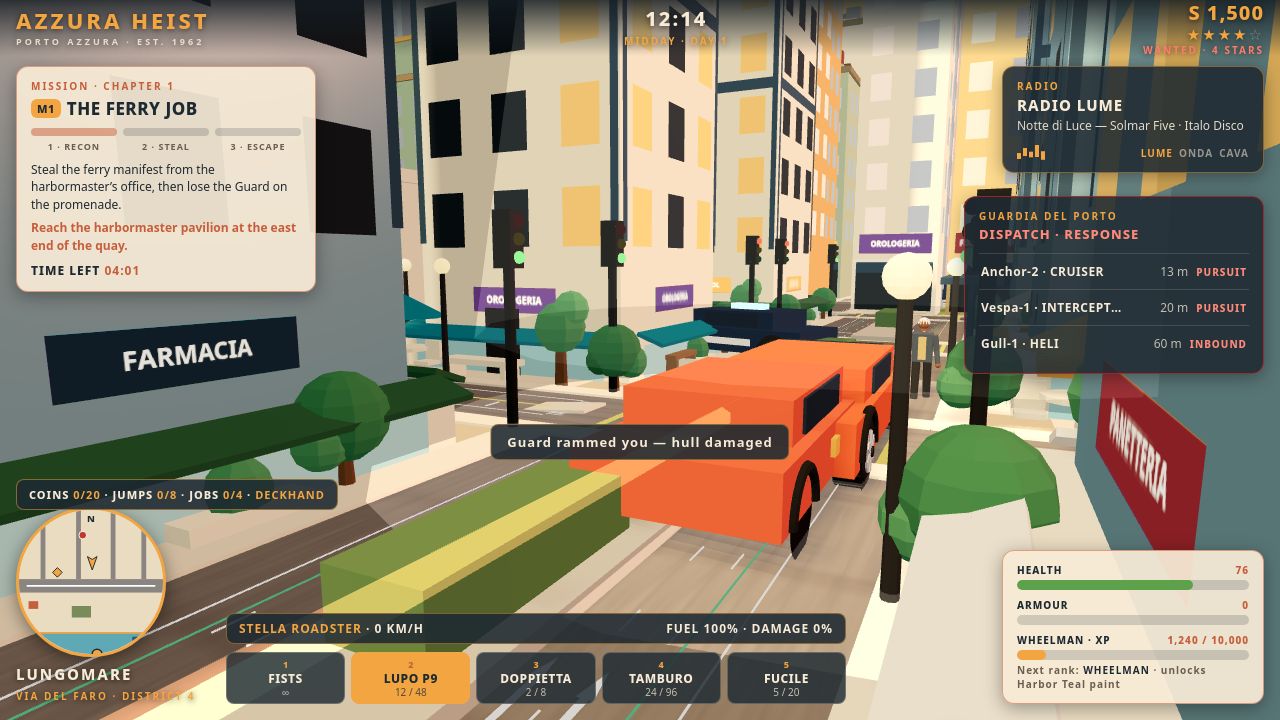 AZZURA HEIST
PORTO AZZURA · EST. 1962
12:14
MIDDAY · DAY 1
S 1,500
★★★★☆
WANTED · 4 STARS
MISSION · CHAPTER 1
M1 THE FERRY JOB
1 · RECON 2 · STEAL 3 · ESCAPE
Steal the ferry manifest from the
harbormaster's office, then lose the Guard on
the promenade.
Reach the harbormaster pavilion at the east
end of the quay.
TIME LEFT 04:01
RADIO
RADIO LUME
Notte di Luce — Solmar Five · Italo Disco
LUME ONDA CAVA
GUARDIA DEL PORTO
DISPATCH · RESPONSE
Anchor-2 · CRUISER 13 m PURSUIT
Vespa-1 · INTERCEPT… 20 m PURSUIT
Gull-1 · HELI 60 m INBOUND
OROLOGERIA
OROLOGERIA
OROLOGERIA
FARMACIA
PANETTERIA
Guard rammed you — hull damaged
COINS 0/20 · JUMPS 0/8 · JOBS 0/4 · DECKHAND
N
LUNGOMARE
VIA DEL FARO · DISTRICT 4
STELLA ROADSTER · 0 KM/H FUEL 100% · DAMAGE 0%
1
FISTS
∞
2
LUPO P9
12 / 48
3
DOPPIETTA
2 / 8
4
TAMBURO
24 / 96
5
FUCILE
5 / 20
HEALTH 76
ARMOUR 0
WHEELMAN · XP 1,240 / 10,000
Next rank: WHEELMAN · unlocks
Harbor Teal paint